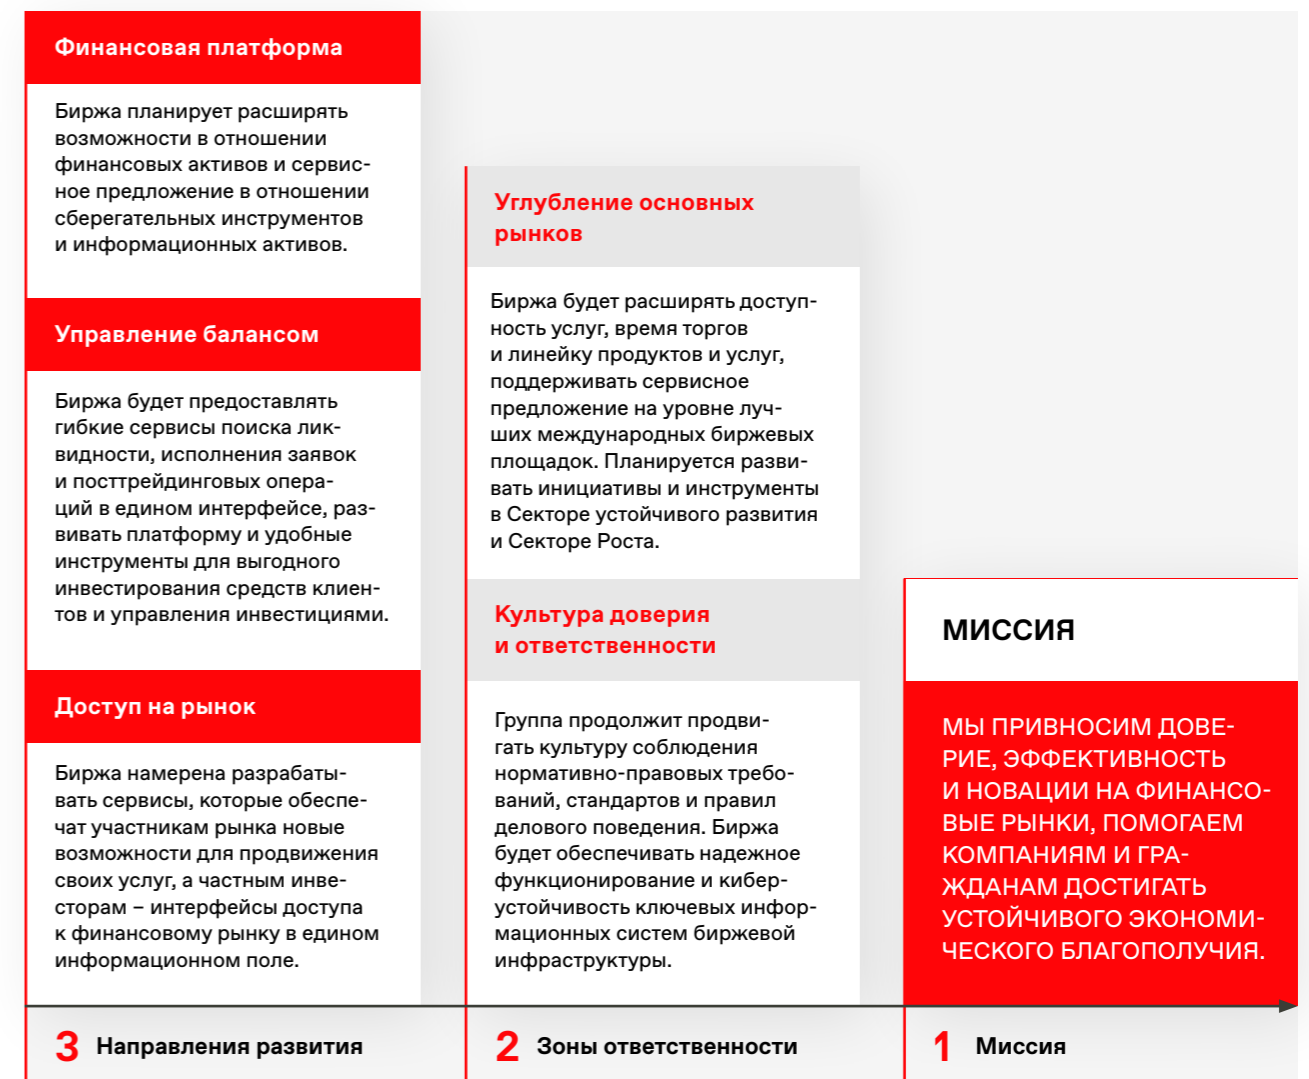 Финансовая платформа
Биржа планирует расширять
возможности в отношении
финансовых активов и сервис-
ное предложение в отношении
сберегательных инструментов
и информационных активов.
Управление балансом
Биржа будет предоставлять
гибкие сервисы поиска лик-
видности, исполнения заявок
и посттрейдинговых опера-
ций в едином интерфейсе, раз-
вивать платформу и удобные
инструменты для выгодного
инвестирования средств клиен-
тов и управления инвестициями.
Доступ на рынок
Биржа намерена разрабаты-
вать сервисы, которые обеспе-
чат участникам рынка новые
возможности для продвижения
своих услуг, а частным инве-
сторам – интерфейсы доступа
к финансовому рынку в едином
информационном поле.
3 Направления развития
Углубление основных
рынков
Биржа будет расширять доступ-
ность услуг, время торгов
и линейку продуктов и услуг,
поддерживать сервисное
предложение на уровне луч-
ших международных биржевых
площадок. Планируется разви-
вать инициативы и инструменты
в Секторе устойчивого развития
и Секторе Роста.
Культура доверия
и ответственности
Группа продолжит продви-
гать культуру соблюдения
нормативно-правовых требо-
ваний, стандартов и правил
делового поведения. Биржа
будет обеспечивать надежное
функционирование и кибер-
устойчивость ключевых инфор-
мационных систем биржевой
инфраструктуры.
2 Зоны ответственности
МИССИЯ
МЫ ПРИВНОСИМ ДОВЕ-
РИЕ, ЭФФЕКТИВНОСТЬ
И НОВАЦИИ НА ФИНАНСО-
ВЫЕ РЫНКИ, ПОМОГАЕМ
КОМПАНИЯМ И ГРА-
ЖДАНАМ ДОСТИГАТЬ
УСТОЙЧИВОГО ЭКОНОМИ-
ЧЕСКОГО БЛАГОПОЛУЧИЯ.
1 Миссия